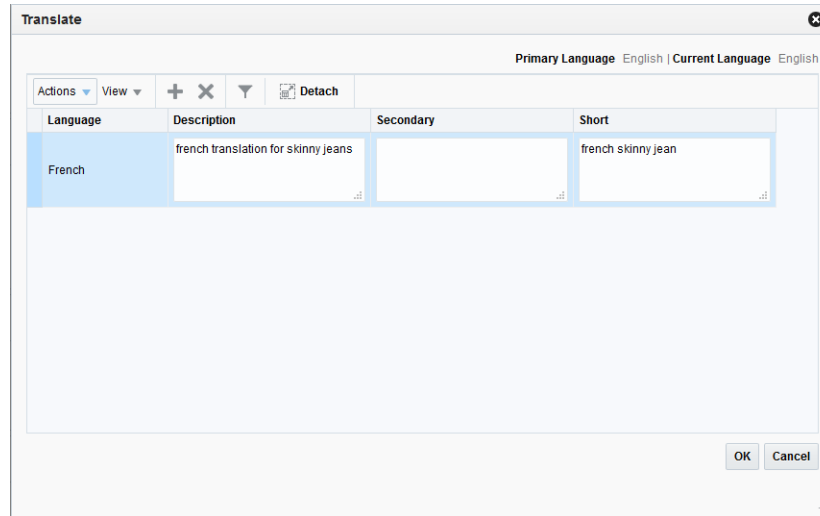 Translate
Primary Language English | Current Language English
Actions View Detach
Language Description Secondary Short
French french translation for skinny jeans french skinny jean
OK Cancel